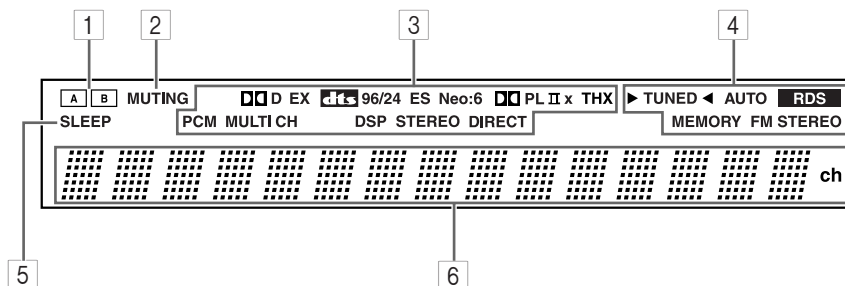 1 2 3 4
A B MUTING D EX dts 96/24 ES Neo:6 PL II x THX TUNED AUTO RDS
SLEEP PCM MULTI CH DSP STEREO DIRECT MEMORY FM STEREO
ch
5 6